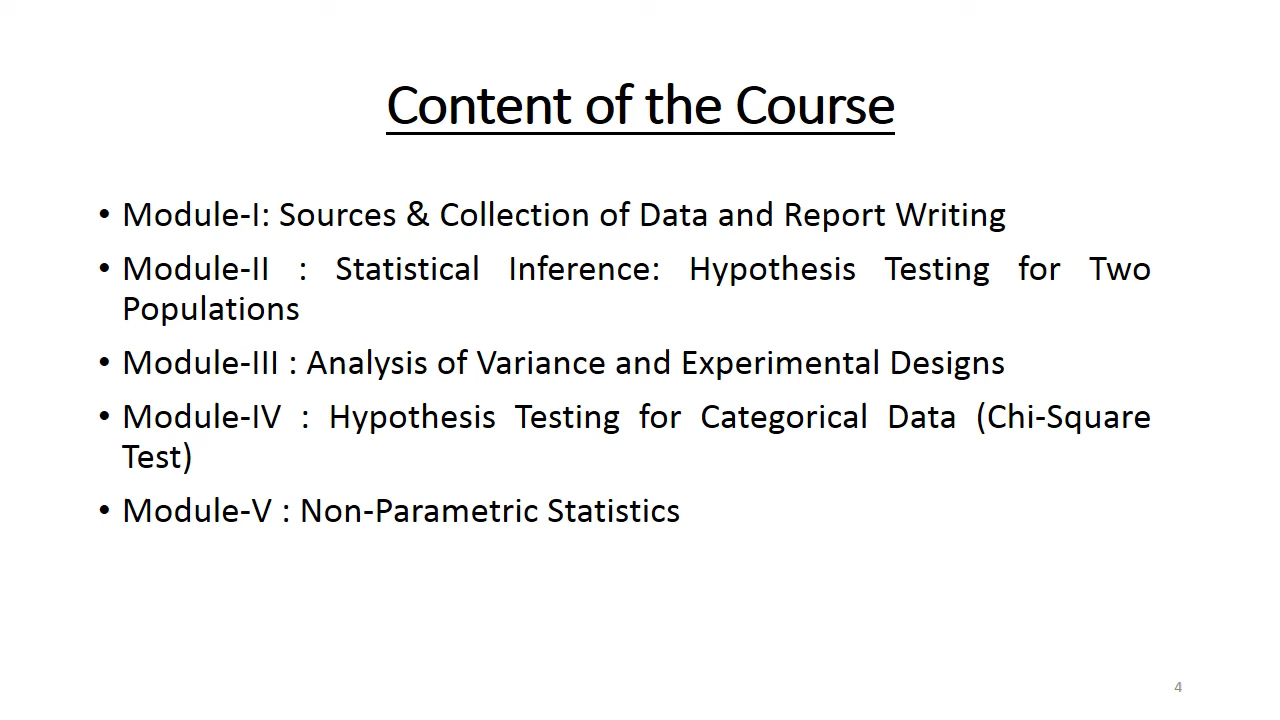 Content of the Course
• Module-I: Sources & Collection of Data and Report Writing
• Module-II : Statistical Inference: Hypothesis Testing for Two
Populations
• Module-III : Analysis of Variance and Experimental Designs
• Module-IV : Hypothesis Testing for Categorical Data (Chi-Square
Test)
• Module-V : Non-Parametric Statistics
4